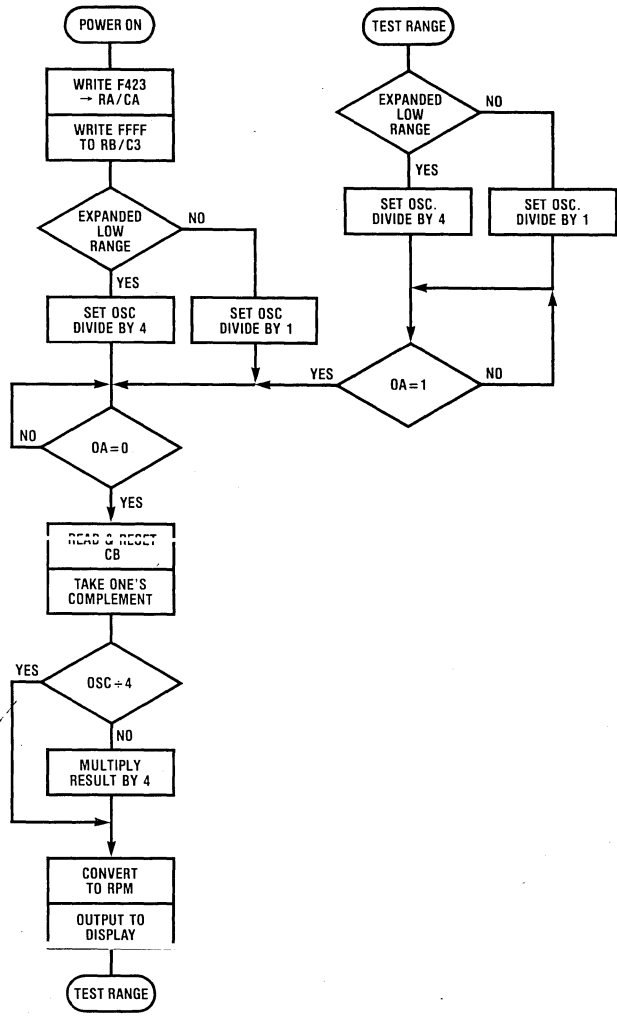 POWER ON
WRITE F423
→ RA/CA
WRITE FFFF
TO RB/C3
EXPANDED
LOW
RANGE
NO
YES
SET OSC
DIVIDE BY 4
SET OSC
DIVIDE BY 1
NO
OA=0
YES
READ & RESET
CB
TAKE ONE'S
COMPLEMENT
YES
OSC÷4
NO
MULTIPLY
RESULT BY 4
CONVERT
TO RPM
OUTPUT TO
DISPLAY
TEST RANGE
TEST RANGE
EXPANDED
LOW
RANGE
NO
YES
SET OSC.
DIVIDE BY 4
SET OSC.
DIVIDE BY 1
YES
OA=1
NO